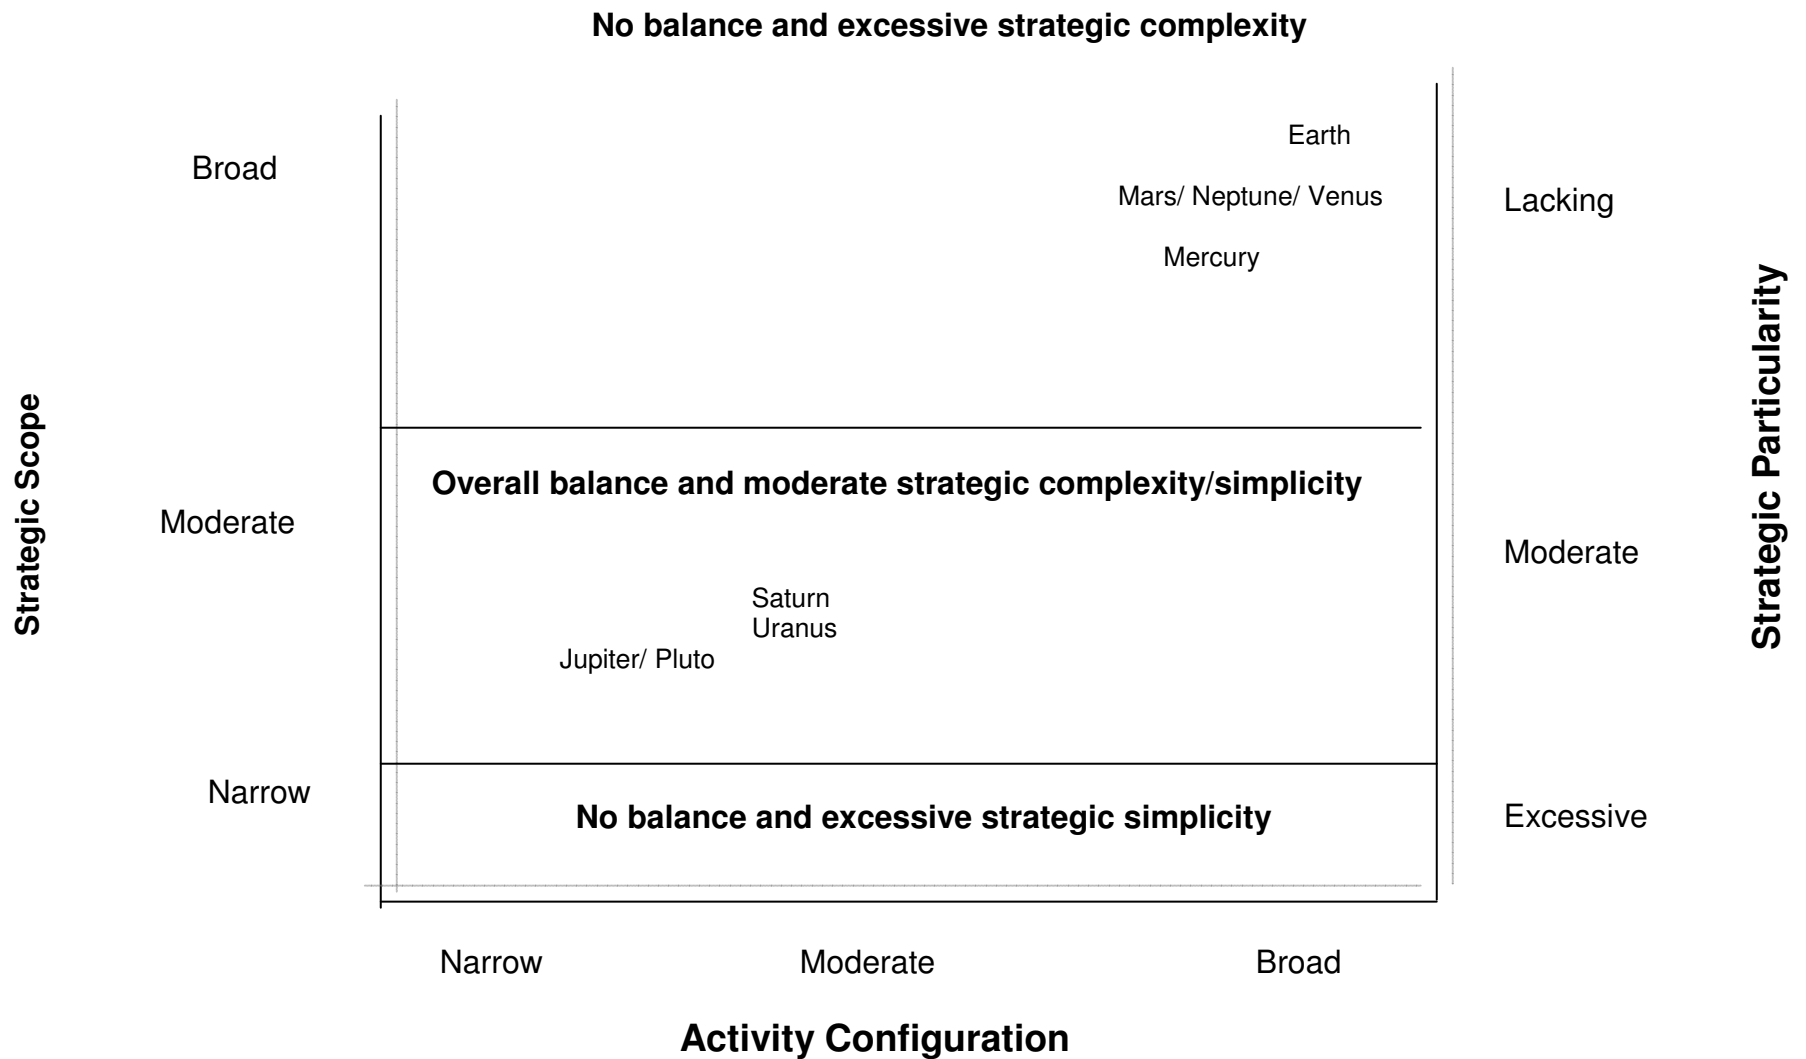 No balance and excessive strategic complexity
Earth
Broad
Mars/ Neptune/ Venus
Lacking
Mercury
Strategic Scope
Strategic Particularity
Overall balance and moderate strategic complexity/simplicity
Moderate
Moderate
Saturn
Uranus
Jupiter/ Pluto
Narrow
No balance and excessive strategic simplicity
Excessive
Narrow
Moderate
Broad
Activity Configuration